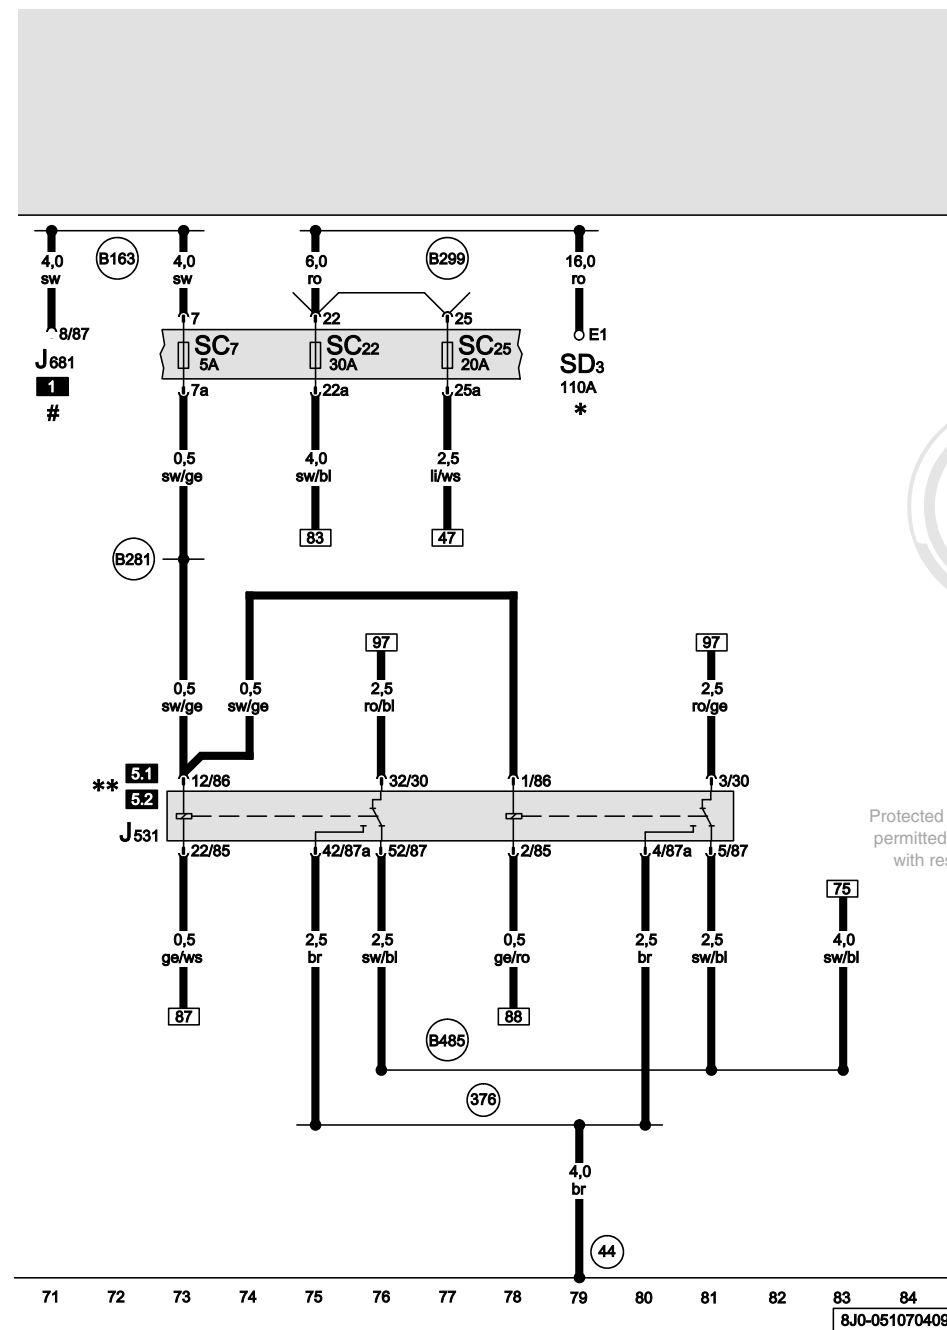 4,0 sw
B163
4,0 sw
6,0 ro
B299
16,0 ro
8/87
7
22
25
E1
J681
SC7 5A
SC22 30A
SC25 20A
SD3 110A
1
#
*
7a
22a
25a
0,5 sw/ge
4,0 sw/bl
2,5 li/ws
83
47
B281
97
97
0,5 sw/ge
0,5 sw/ge
2,5 ro/bl
2,5 ro/ge
**
5.1
5.2
12/86
32/30
1/86
3/30
J531
22/85
42/87a
52/87
2/85
4/87a
5/87
Protected
permitted
with
75
0,5 ge/ws
2,5 br
2,5 sw/bl
0,5 ge/ro
2,5 br
2,5 sw/bl
4,0 sw/bl
87
88
B485
376
4,0 br
44
71 72 73 74 75 76 77 78 79 80 81 82 83 84
8J0-051070409